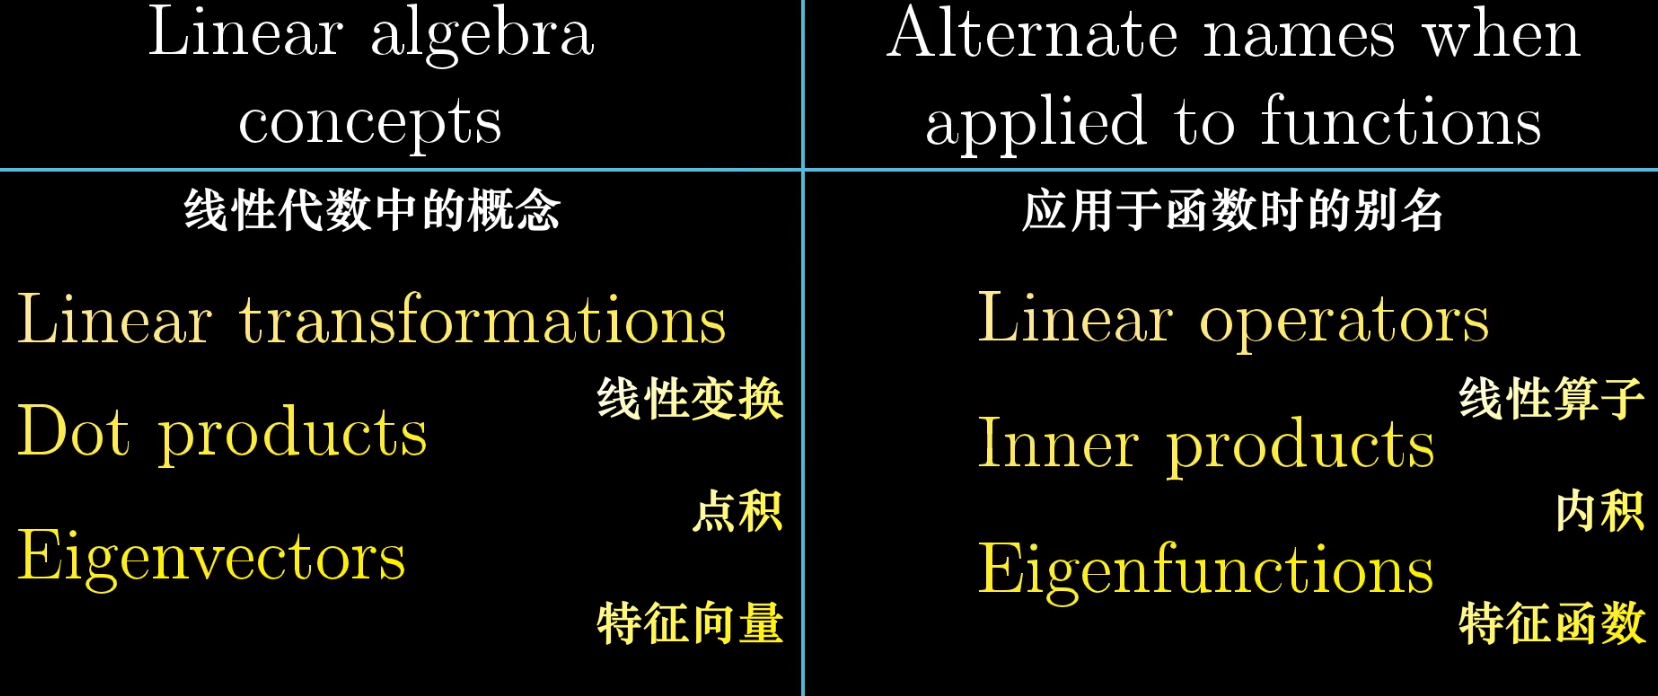 Linear algebra
concepts
Alternate names when
applied to functions
线性代数中的概念
应用于函数时的别名
Linear transformations
线性变换
Linear operators
线性算子
Dot products
点积
Inner products
内积
Eigenvectors
特征向量
Eigenfunctions
特征函数